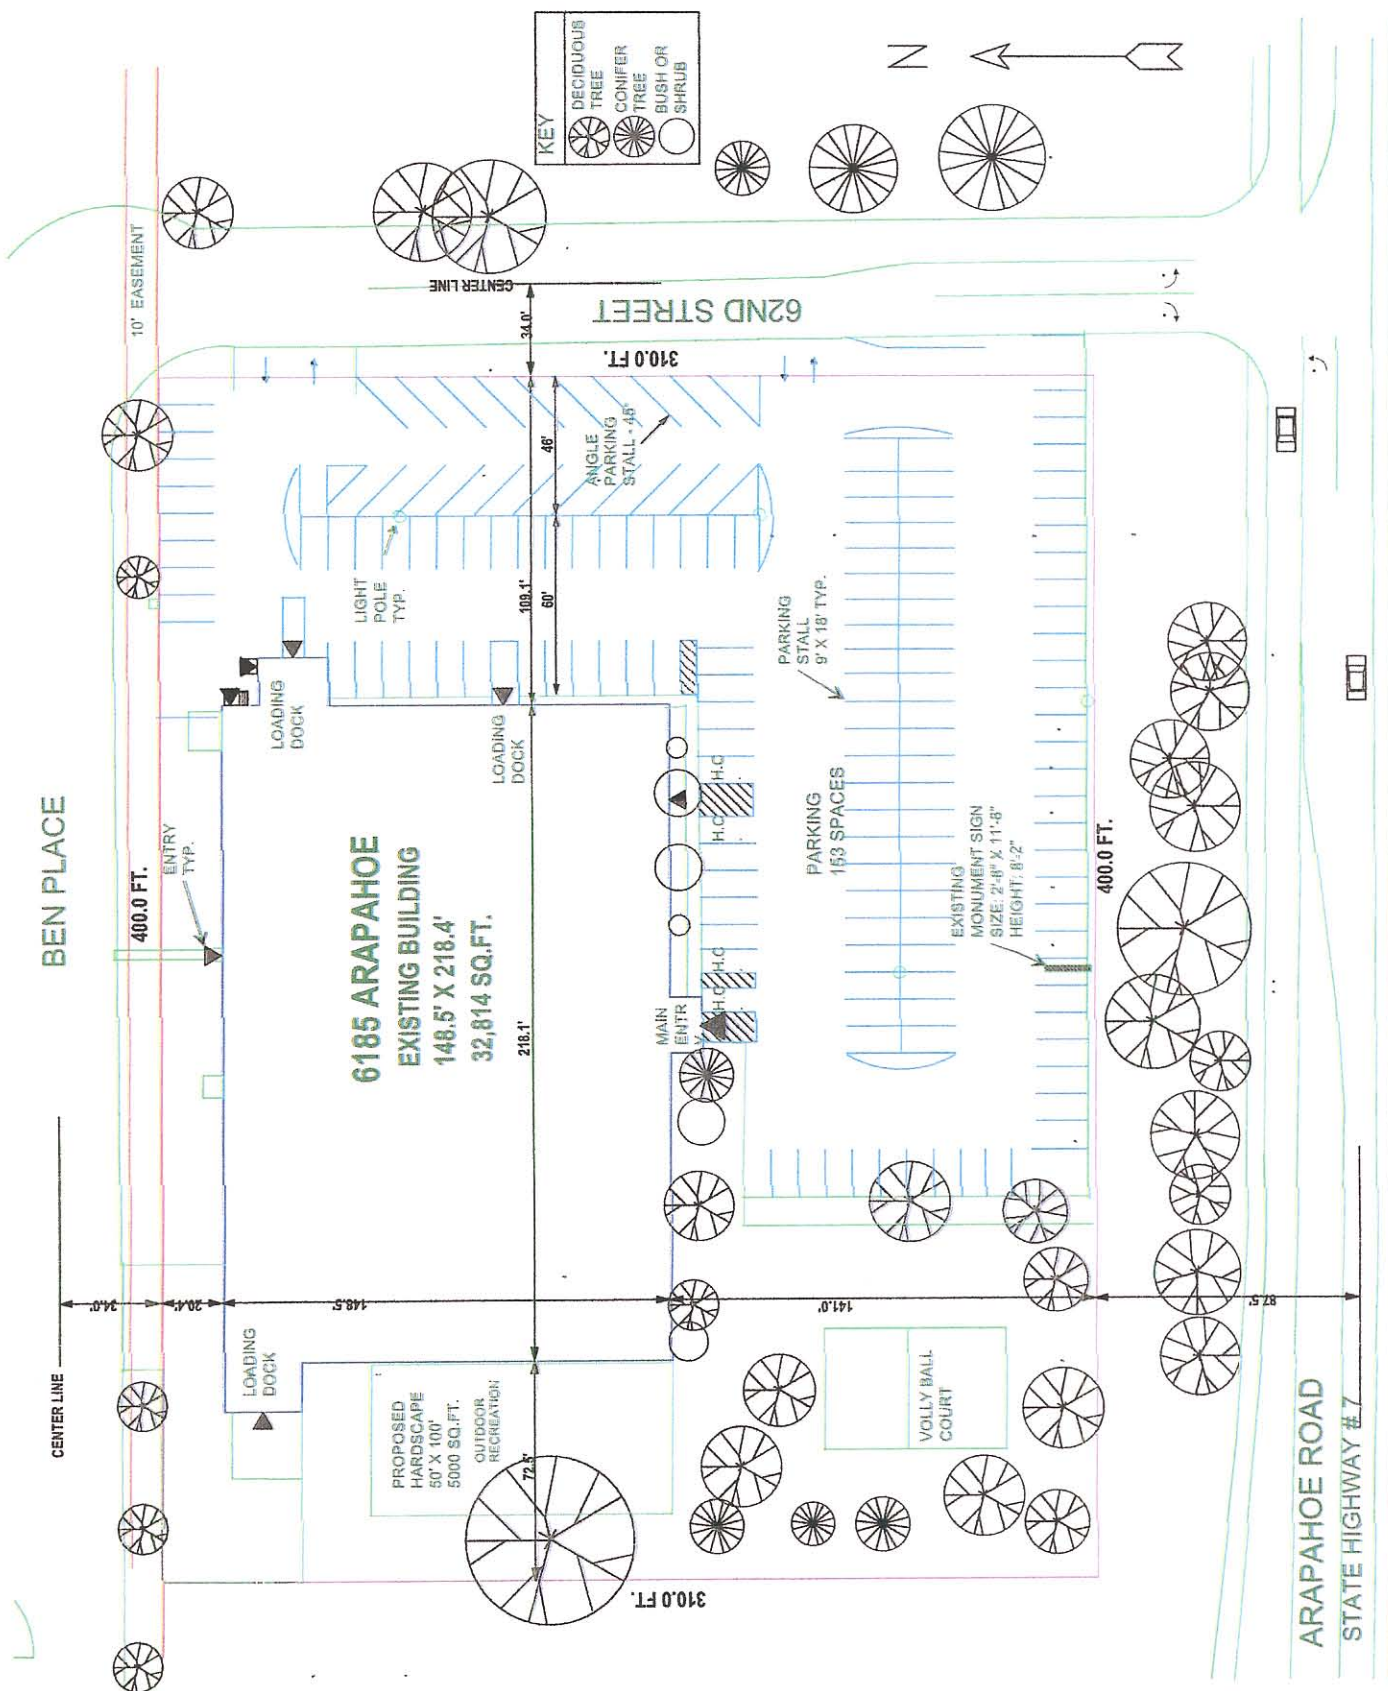 BEN PLACE
CENTER LINE
10' EASEMENT
400.0 FT.
ENTRY
TYP.
34.0'
20.4'
148.5'
141.0'
87.5'
LOADING
DOCK
LOADING
DOCK
LOADING
DOCK
6185 ARAPAHOE
EXISTING BUILDING
148.5' X 218.4'
32,814 SQ.FT.
218.1'
109.1'
34.0'
60'
46'
72.5'
LIGHT
POLE
TYP.
ANGLE
PARKING
STALL - 45°
CENTER LINE
62ND STREET
310.0 FT.
KEY
DECIDUOUS
TREE
CONIFER
TREE
BUSH OR
SHRUB
N
PROPOSED
HARDSCAPE
50' X 100'
5000 SQ.FT.
OUTDOOR
RECREATION
310.0 FT.
MAIN
ENTR
Y
H.C
H.C
H.C
H.C
PARKING
STALL
9' X 18' TYP.
PARKING
153 SPACES
EXISTING
MONUMENT SIGN
SIZE: 2'-8" X 11'-8"
HEIGHT: 8'-2"
400.0 FT.
VOLLY BALL
COURT
ARAPAHOE ROAD
STATE HIGHWAY # 7